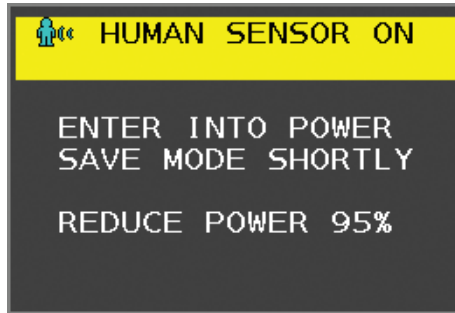 HUMAN SENSOR ON
ENTER INTO POWER
SAVE MODE SHORTLY
REDUCE POWER 95%